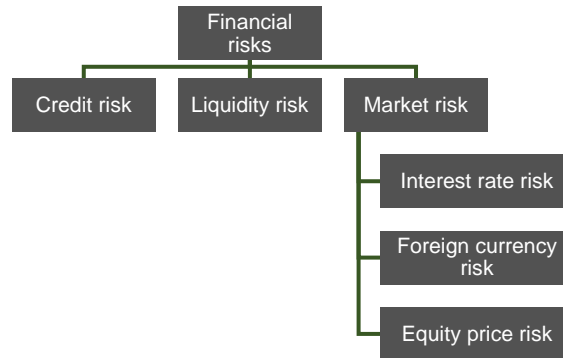 Financial
risks
Credit risk
Liquidity risk
Market risk
Interest rate risk
Foreign currency
risk
Equity price risk